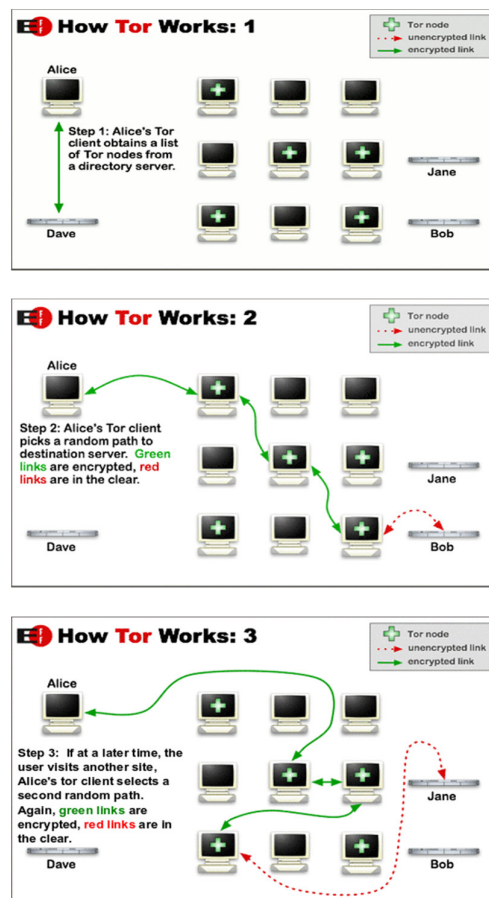 EFF How Tor Works: 1
Tor node
unencrypted link
encrypted link
Alice
Step 1: Alice's Tor
client obtains a list
of Tor nodes from
a directory server.
Dave
Jane
Bob
EFF How Tor Works: 2
Tor node
unencrypted link
encrypted link
Alice
Step 2: Alice's Tor client
picks a random path to
destination server. Green
links are encrypted, red
links are in the clear.
Dave
Jane
Bob
EFF How Tor Works: 3
Tor node
unencrypted link
encrypted link
Alice
Step 3: If at a later time, the
user visits another site,
Alice's tor client selects a
second random path.
Again, green links are
encrypted, red links are in
the clear.
Dave
Jane
Bob